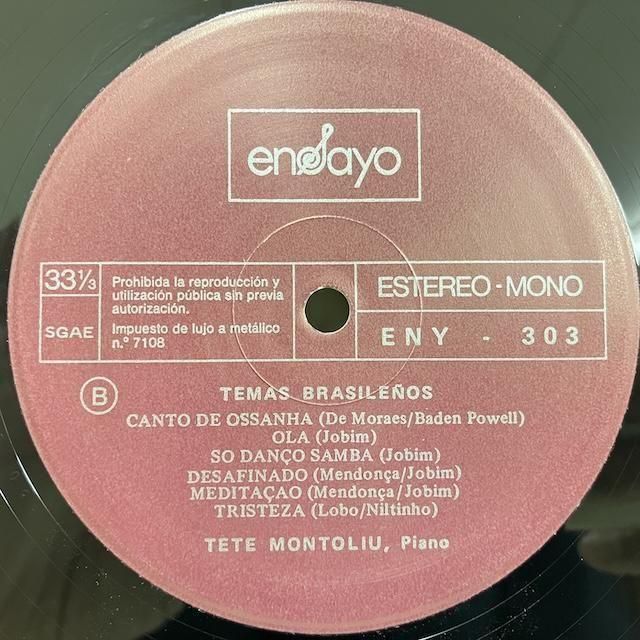 ensayo
33⅓
SGAE
Prohibida la reproducción y
utilización pública sin previa
autorización.
Impuesto de lujo a metálico
n.º 7108
ESTEREO - MONO
ENY - 303
B
TEMAS BRASILEÑOS
CANTO DE OSSANHA (De Moraes/Baden Powell)
OLA (Jobim)
SO DANÇO SAMBA (Jobim)
DESAFINADO (Mendonça/Jobim)
MEDITAÇAO (Mendonça/Jobim)
TRISTEZA (Lobo/Niltinho)
TETE MONTOLIU, Piano